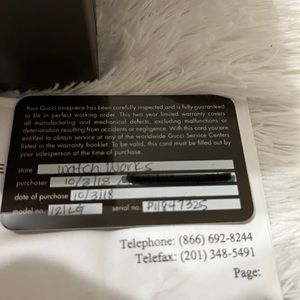 Your Gucci timepiece has been carefully inspected and is fully guaranteed
to be in perfect working order. This two year limited warranty covers
all manufacturing and mechanical defects, excluding malfunctions or
deterioration resulting from accidents or negligence. With this card you are
entitled to obtain service at any of the worldwide Gucci Service Centers
listed in the warranty booklet. To be valid, this card must be filled out by
your salesperson at the time of purchase.
store Watch Works
purchaser 10/3/18
date of purchase 10/3/18
model no. 121LG serial no.
Telephone: (866) 692-8244
Telefax: (201) 348-5491
Page: